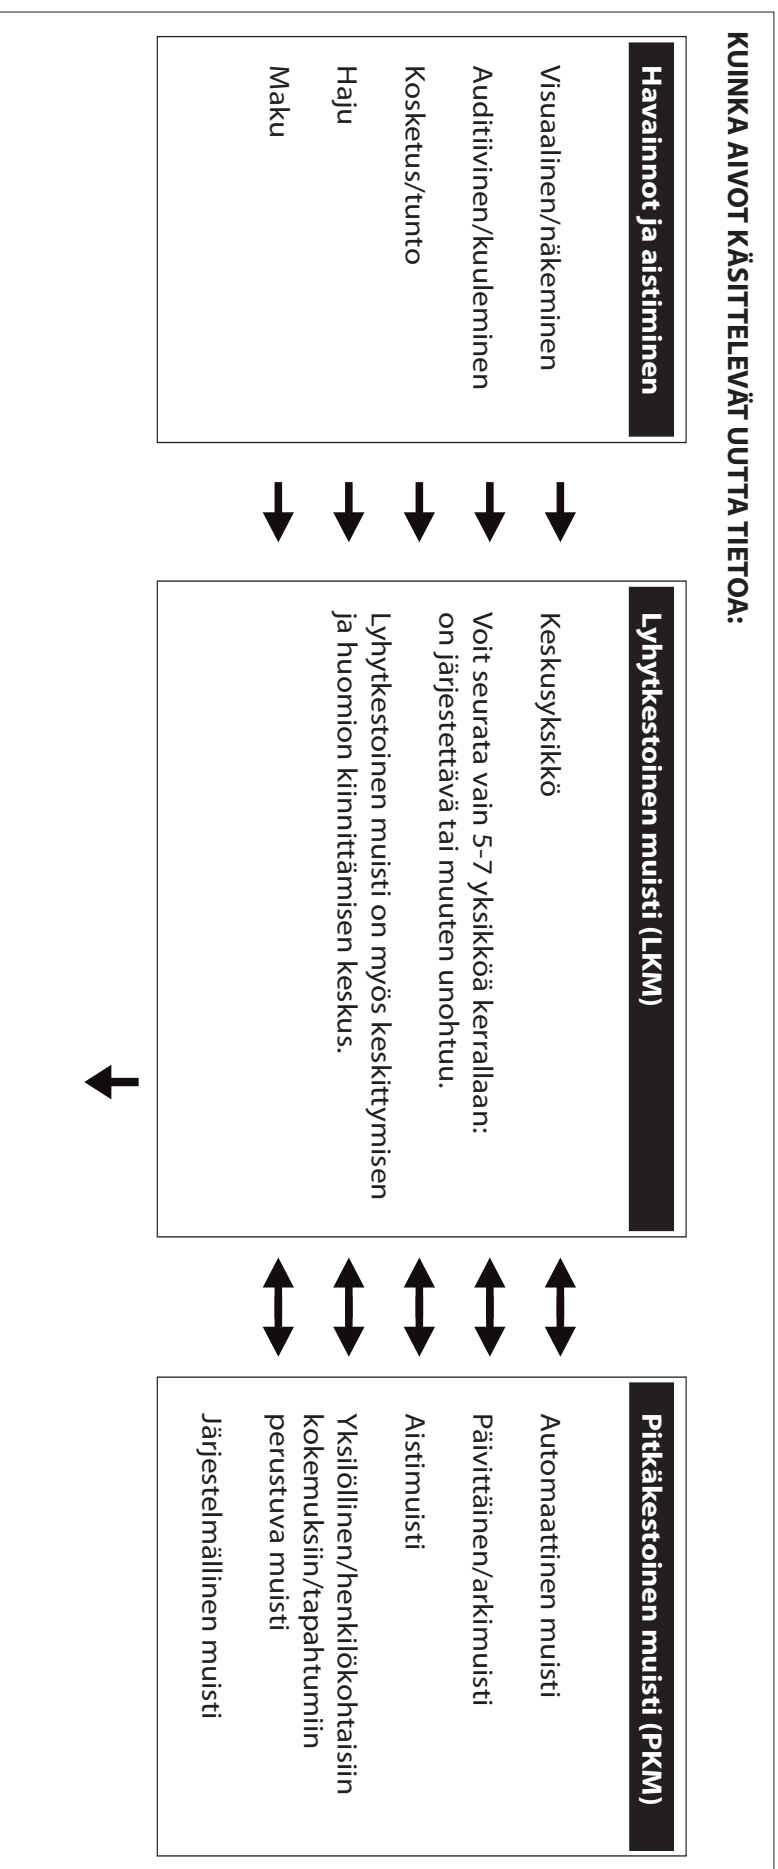 KUINKA AIVOT KÄSITTELEVÄT UUTTA TIETOA:
Havainnot ja aistiminen
Visuaalinen/näkeminen
Auditiivinen/kuuleminen
Kosketus/tunto
Haju
Maku
Lyhytkestoinen muisti (LKM)
Keskusyksikkö
Voit seurata vain 5-7 yksikköä kerrallaan:
on järjestettävä tai muuten unohtuu.
Lyhytkestoinen muisti on myös keskittymisen
ja huomion kiinnittämisen keskus.
Pitkäkestoinen muisti (PKM)
Automaattinen muisti
Päivittäinen/arkimuisti
Aistimuisti
Yksilöllinen/henkilökohtaisiin
kokemuksiin/tapahtumiin
perustuva muisti
Järjestelmällinen muisti